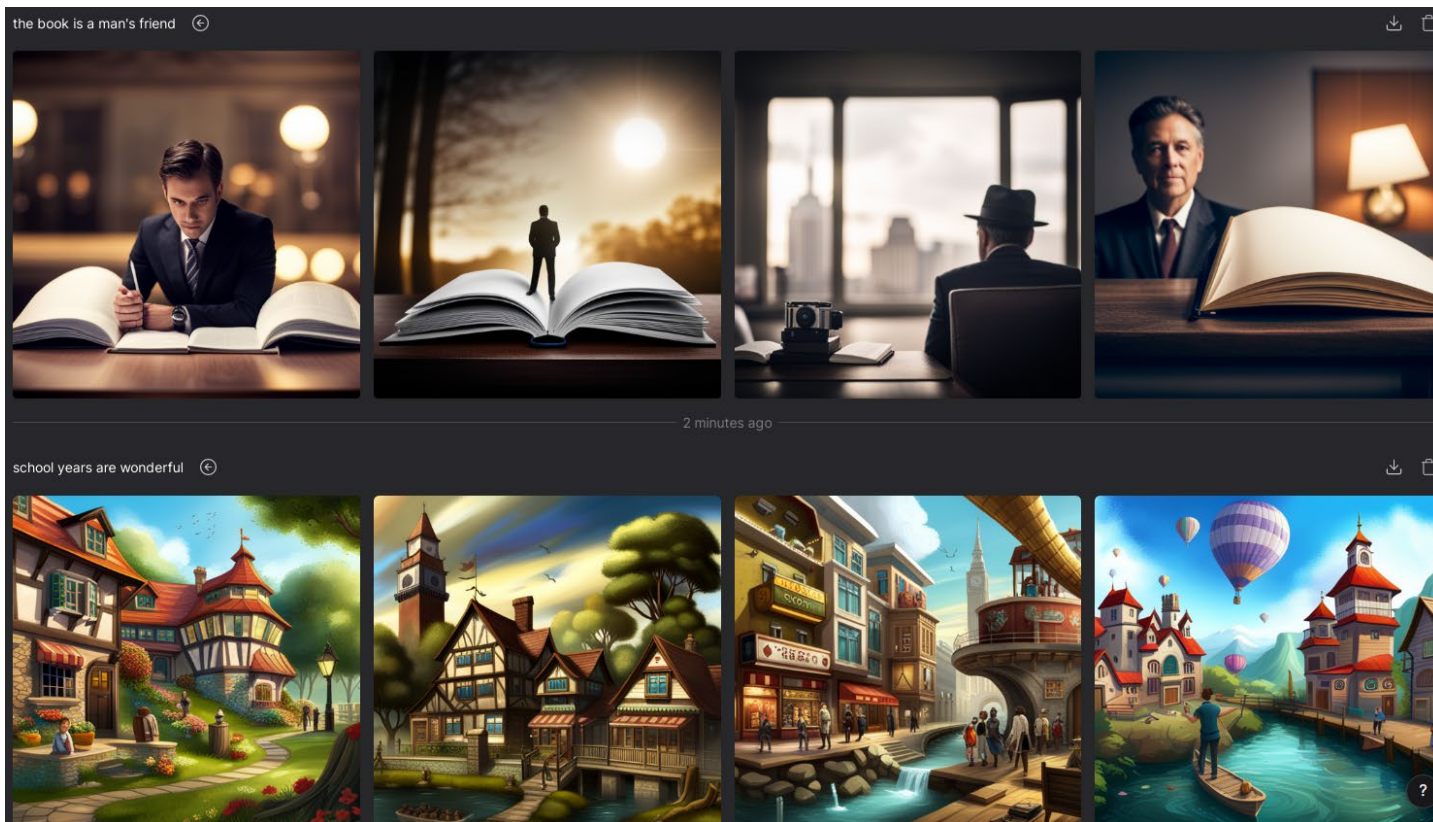 the book is a man's friend
2 minutes ago
school years are wonderful
?